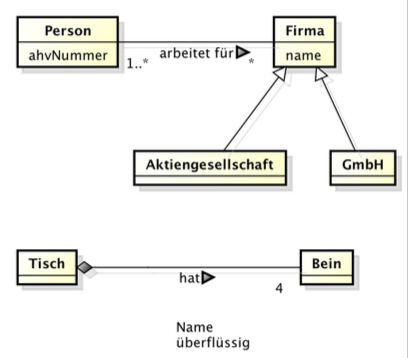 Person
Firma
ahvNummer
name
arbeitet für
1..*
*
Aktiengesellschaft
GmbH
Tisch
Bein
hat
4
Name
überflüssig